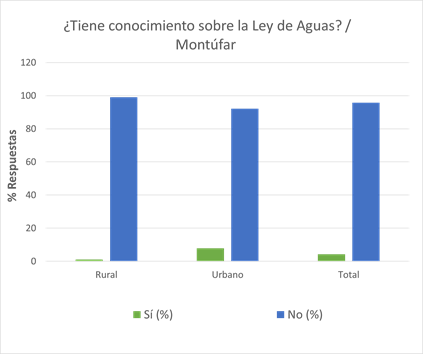 ¿Tiene conocimiento sobre la Ley de Aguas? /
Montúfar
120
100
80
60
40
20
0
% Respuestas
Rural Urbano Total
Sí (%) No (%)